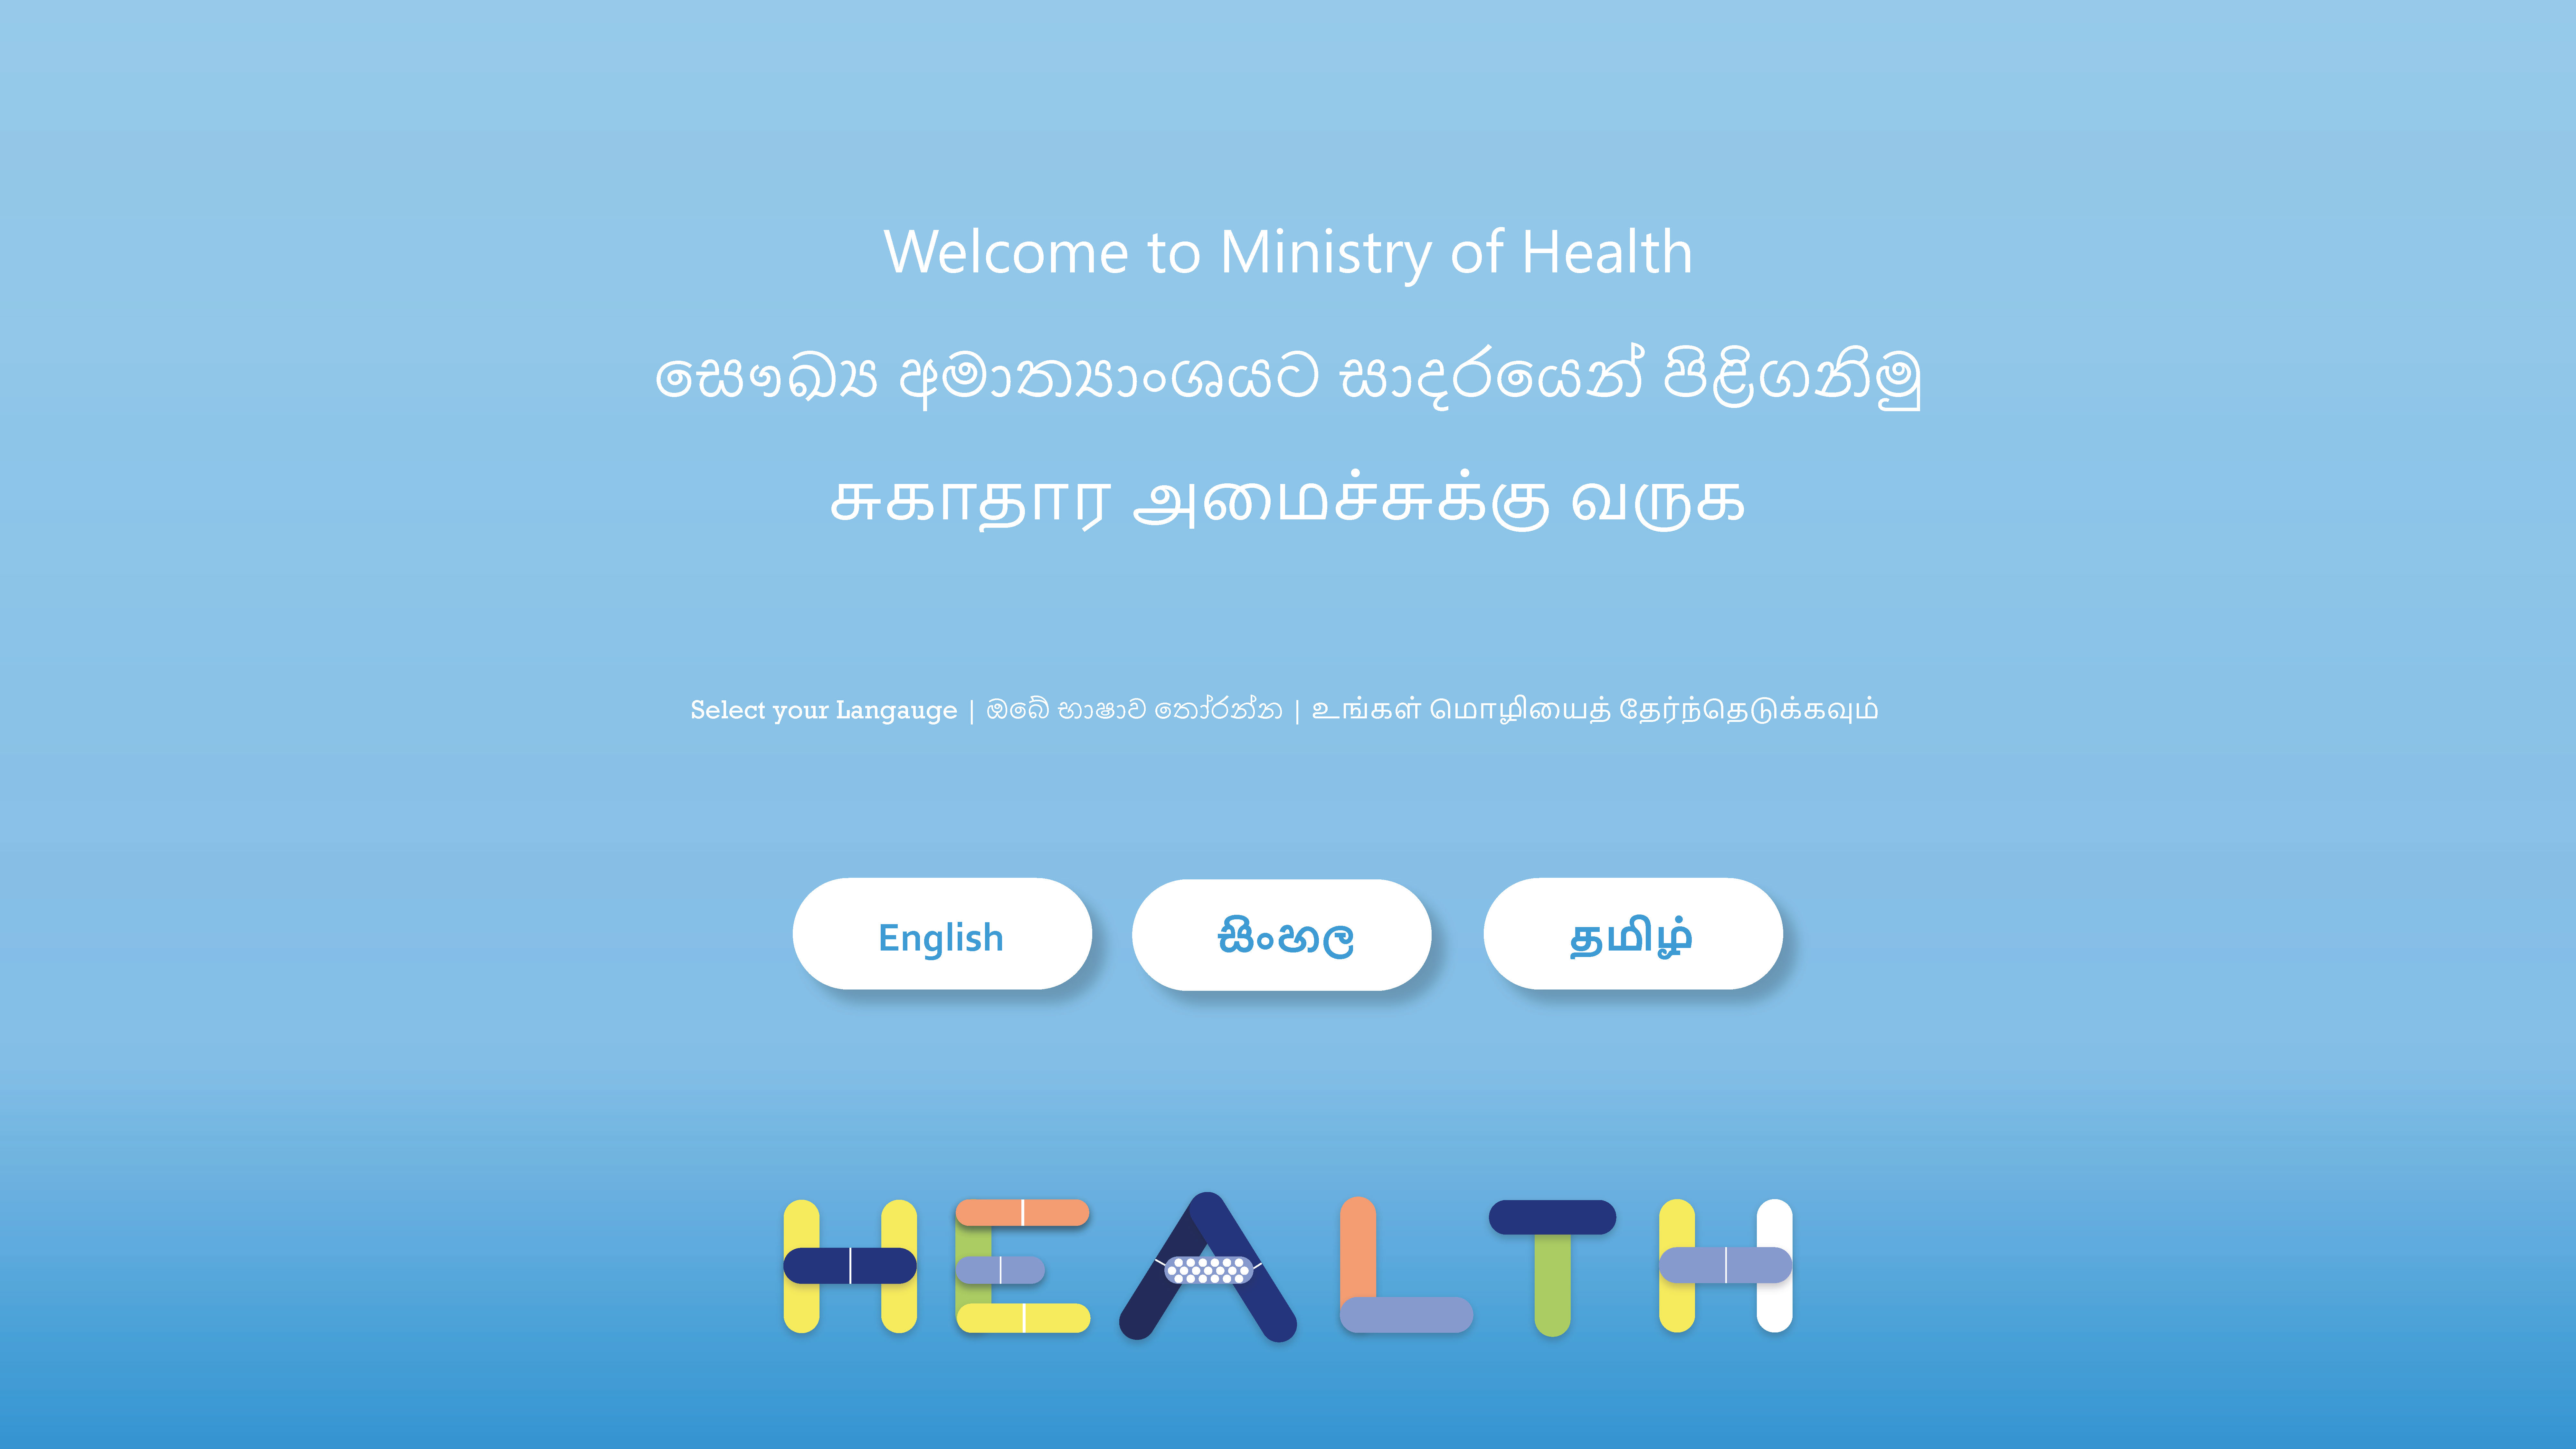 Welcome to Ministry of Health
සෞඛ්‍ය අමාත්‍යාංශයට සාදරයෙන් පිළිගනිමු
சுகாதார அமைச்சுக்கு வருக
Select your Langauge | ඔබේ භාෂාව තෝරන්න | உங்கள் மொழியைத் தேர்ந்தெடுக்கவும்
English සිංහල தமிழ்
HEALTH